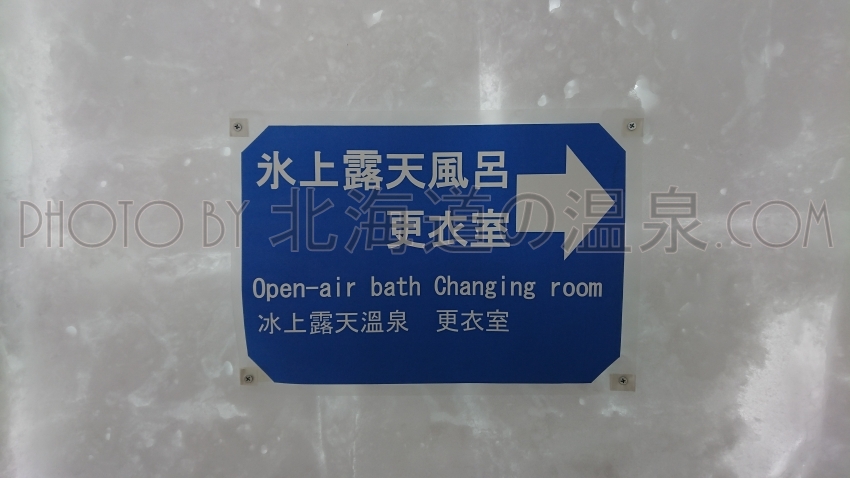 氷上露天風呂
更衣室
PHOTO BY 北海道の温泉.COM
Open-air bath Changing room
冰上露天溫泉　更衣室